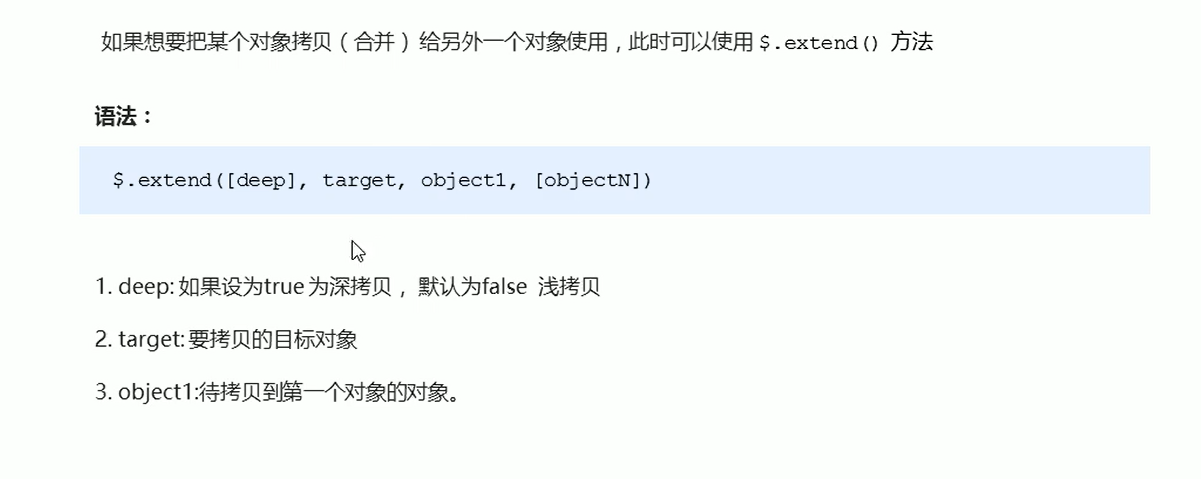 如果想要把某个对象拷贝（合并） 给另外一个对象使用，此时可以使用 $.extend() 方法
语法：
$.extend([deep], target, object1, [objectN])
1. deep: 如果设为true 为深拷贝， 默认为false 浅拷贝
2. target: 要拷贝的目标对象
3. object1:待拷贝到第一个对象的对象。